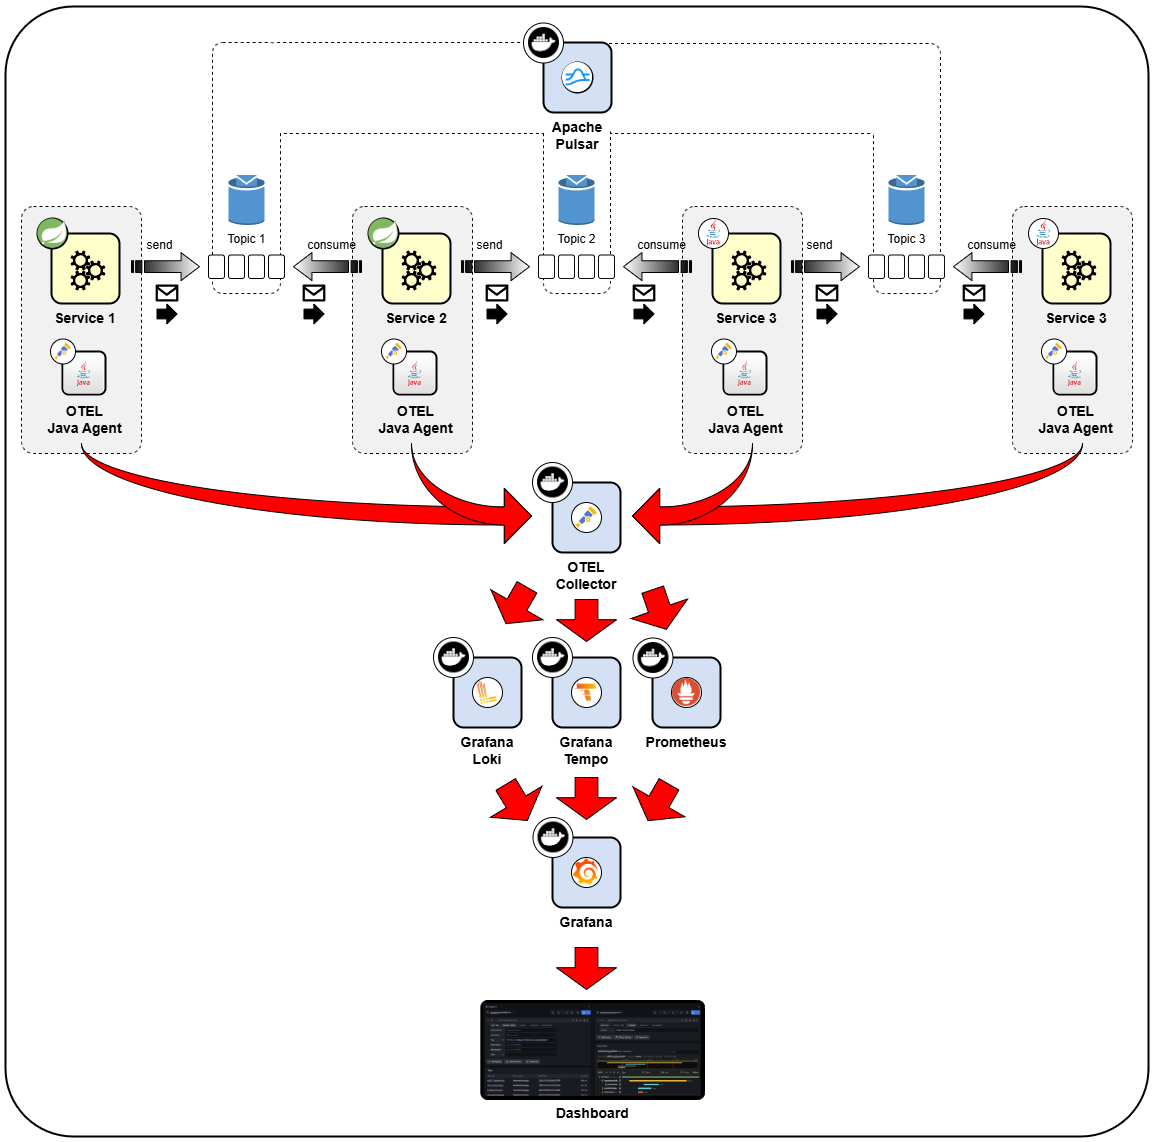 Apache
Pulsar
Topic 1
Topic 2
Topic 3
send
consume
send
consume
send
consume
Service 1
Service 2
Service 3
Service 3
Java
Java
Java
Java
Java
Java
OTEL
Java Agent
OTEL
Java Agent
OTEL
Java Agent
OTEL
Java Agent
OTEL
Collector
Grafana
Loki
Grafana
Tempo
Prometheus
Grafana
Dashboard